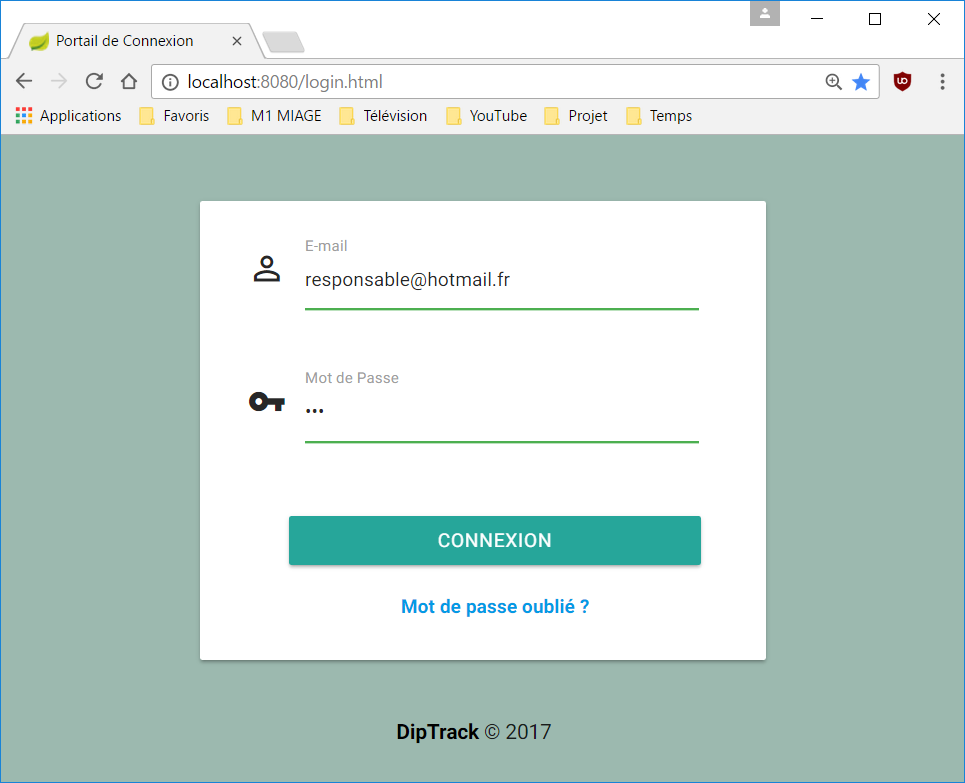 Portail de Connexion
localhost:8080/login.html
Applications Favoris M1 MIAGE Télévision YouTube Projet Temps
E-mail
responsable@hotmail.fr
Mot de Passe
•••
CONNEXION
Mot de passe oublié ?
DipTrack © 2017